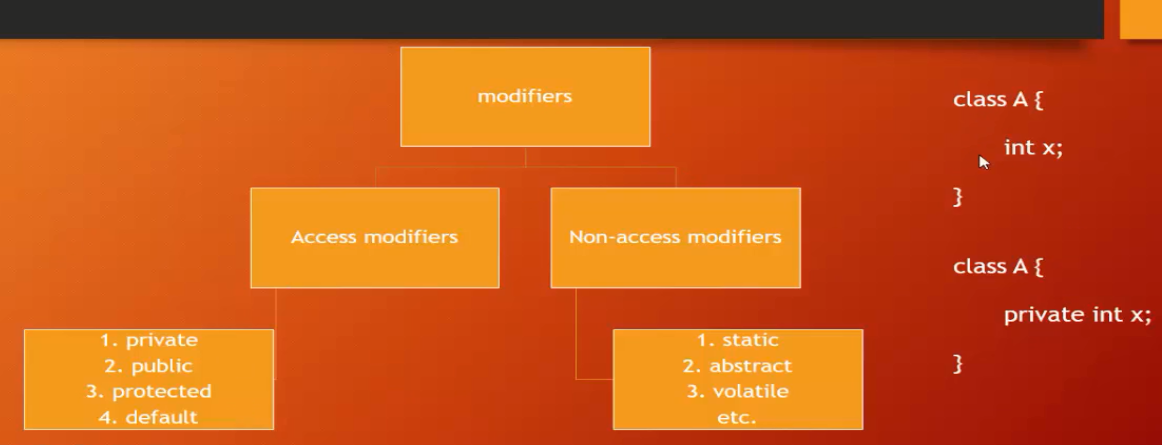 modifiers
Access modifiers
Non-access modifiers
1. private
2. public
3. protected
4. default
1. static
2. abstract
3. volatile
etc.
class A {
int x;
}
class A {
private int x;
}